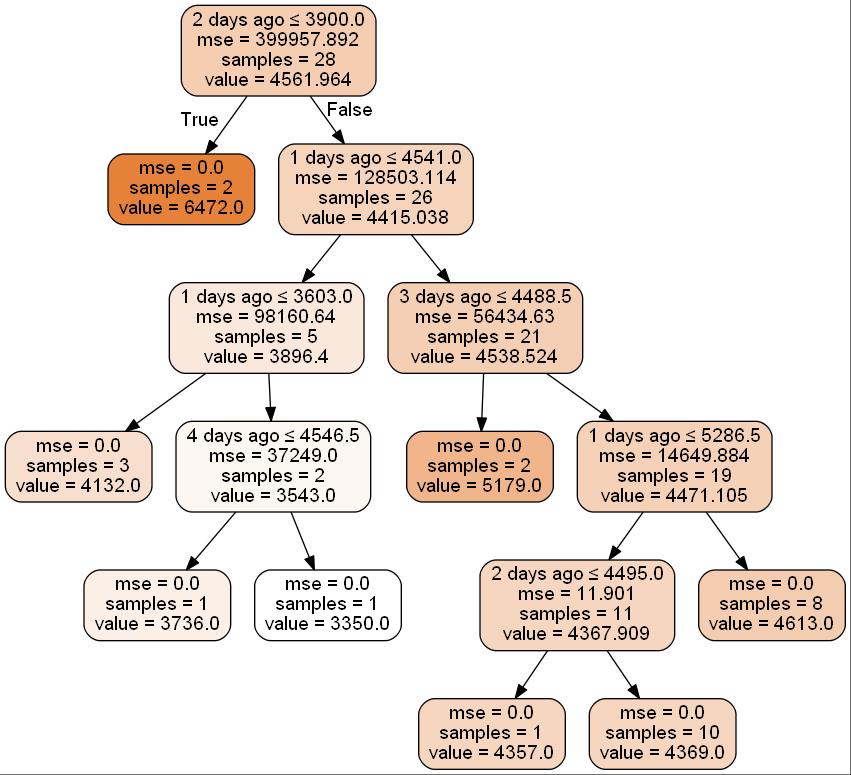 2 days ago ≤ 3900.0
mse = 399957.892
samples = 28
value = 4561.964
True
False
mse = 0.0
samples = 2
value = 6472.0
1 days ago ≤ 4541.0
mse = 128503.114
samples = 26
value = 4415.038
1 days ago ≤ 3603.0
mse = 98160.64
samples = 5
value = 3896.4
3 days ago ≤ 4488.5
mse = 56434.63
samples = 21
value = 4538.524
mse = 0.0
samples = 3
value = 4132.0
4 days ago ≤ 4546.5
mse = 37249.0
samples = 2
value = 3543.0
mse = 0.0
samples = 2
value = 5179.0
1 days ago ≤ 5286.5
mse = 14649.884
samples = 19
value = 4471.105
mse = 0.0
samples = 1
value = 3736.0
mse = 0.0
samples = 1
value = 3350.0
2 days ago ≤ 4495.0
mse = 11.901
samples = 11
value = 4367.909
mse = 0.0
samples = 8
value = 4613.0
mse = 0.0
samples = 1
value = 4357.0
mse = 0.0
samples = 10
value = 4369.0